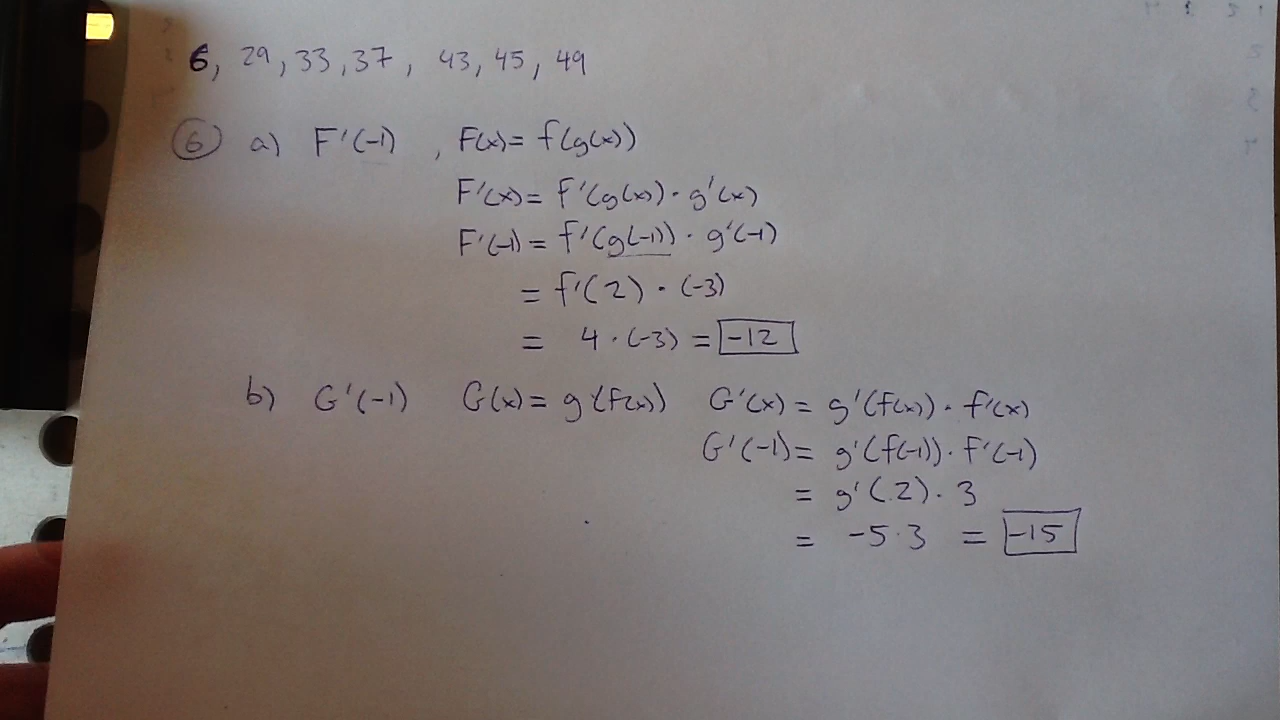 6, 29, 33, 37, 43, 45, 49
6 a) F'(-1), F(x) = f(g(x))
F'(x) = f'(g(x)) · g'(x)
F'(-1) = f'(g(-1)) · g'(-1)
= f'(2) · (-3)
= 4 · (-3) = -12
b) G'(-1) G(x) = g(f(x)) G'(x) = g'(f(x)) · f'(x)
G'(-1) = g'(f(-1)) · f'(-1)
= g'(2) · 3
= -5 · 3 = -15